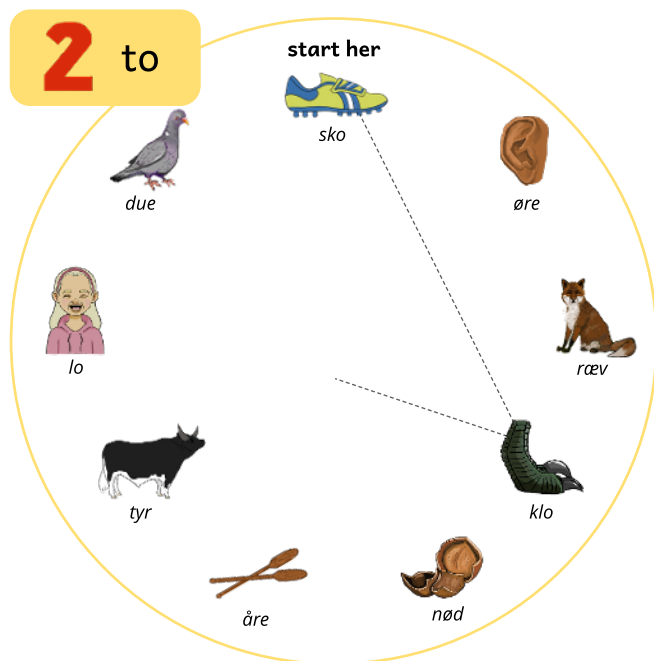 2 to
start her
sko
due
øre
lo
ræv
tyr
klo
åre
nød